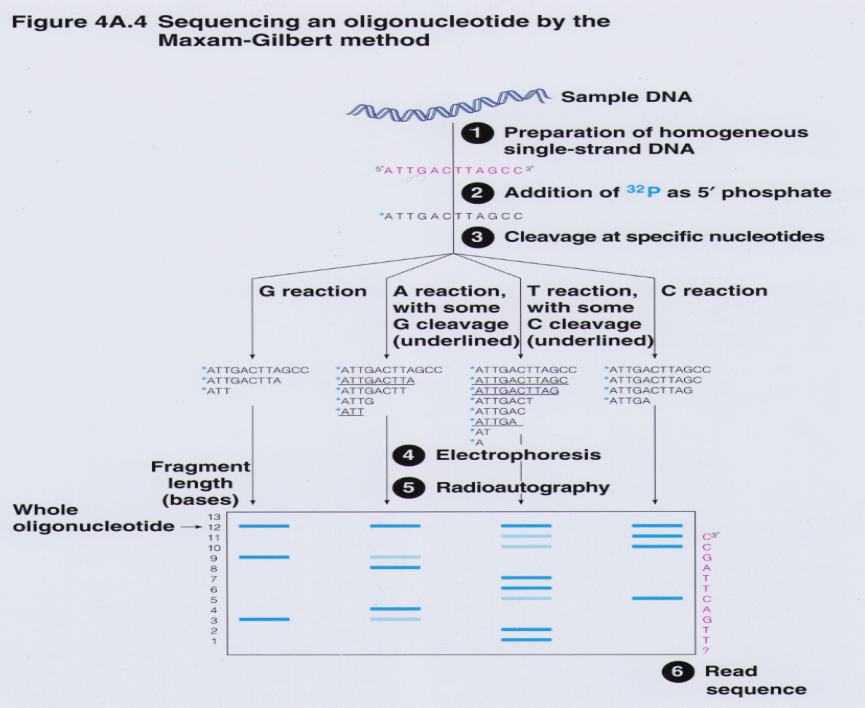 Figure 4A.4 Sequencing an oligonucleotide by the
Maxam-Gilbert method
Sample DNA
1 Preparation of homogeneous
single-strand DNA
5′ATTGACTTAGCC3′
2 Addition of 32P as 5′ phosphate
*ATTGACTTAGCC
3 Cleavage at specific nucleotides
G reaction
A reaction,
with some
G cleavage
(underlined)
T reaction,
with some
C cleavage
(underlined)
C reaction
*ATTGACTTAGCC
*ATTGACTTA
*ATT
*ATTGACTTAGCC
*ATTGACTTA
*ATTGACTT
*ATTG
*ATT
*ATTGACTTAGCC
*ATTGACTTAGC
*ATTGACTTAG
*ATTGACT
*ATTGAC
*ATTGA
*AT
*A
*ATTGACTTAGCC
*ATTGACTTAGC
*ATTGACTTAG
*ATTGA
4 Electrophoresis
5 Radioautography
Fragment
length
(bases)
Whole
oligonucleotide
13
12
11
10
9
8
7
6
5
4
3
2
1
C3′
C
G
A
T
T
C
A
G
T
T
?
6 Read
sequence